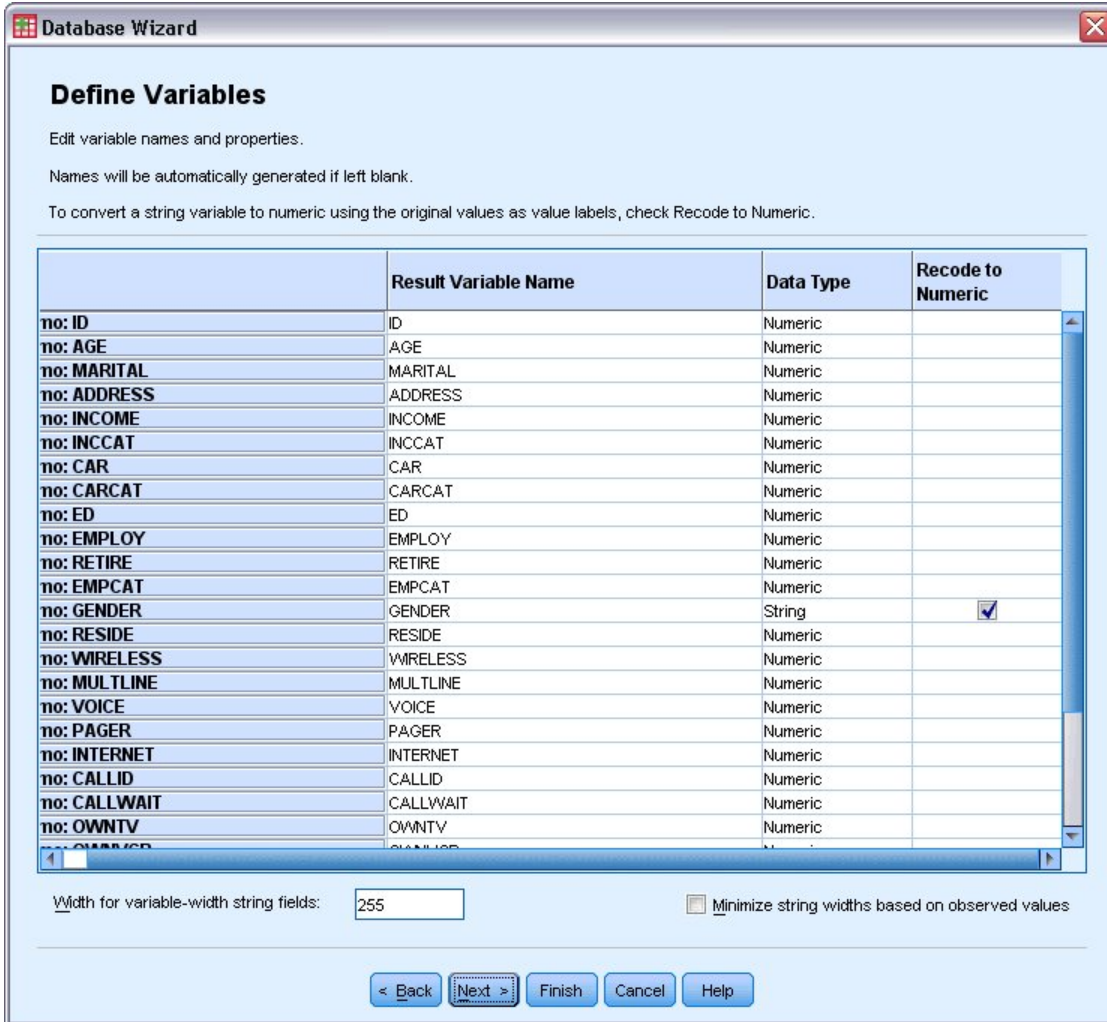 Database Wizard
Define Variables
Edit variable names and properties.
Names will be automatically generated if left blank.
To convert a string variable to numeric using the original values as value labels, check Recode to Numeric.
Result Variable Name Data Type Recode to Numeric
no: ID ID Numeric
no: AGE AGE Numeric
no: MARITAL MARITAL Numeric
no: ADDRESS ADDRESS Numeric
no: INCOME INCOME Numeric
no: INCCAT INCCAT Numeric
no: CAR CAR Numeric
no: CARCAT CARCAT Numeric
no: ED ED Numeric
no: EMPLOY EMPLOY Numeric
no: RETIRE RETIRE Numeric
no: EMPCAT EMPCAT Numeric
no: GENDER GENDER String
no: RESIDE RESIDE Numeric
no: WIRELESS WIRELESS Numeric
no: MULTLINE MULTLINE Numeric
no: VOICE VOICE Numeric
no: PAGER PAGER Numeric
no: INTERNET INTERNET Numeric
no: CALLID CALLID Numeric
no: CALLWAIT CALLWAIT Numeric
no: OWNTV OWNTV Numeric
Width for variable-width string fields: 255 Minimize string widths based on observed values
< Back Next > Finish Cancel Help